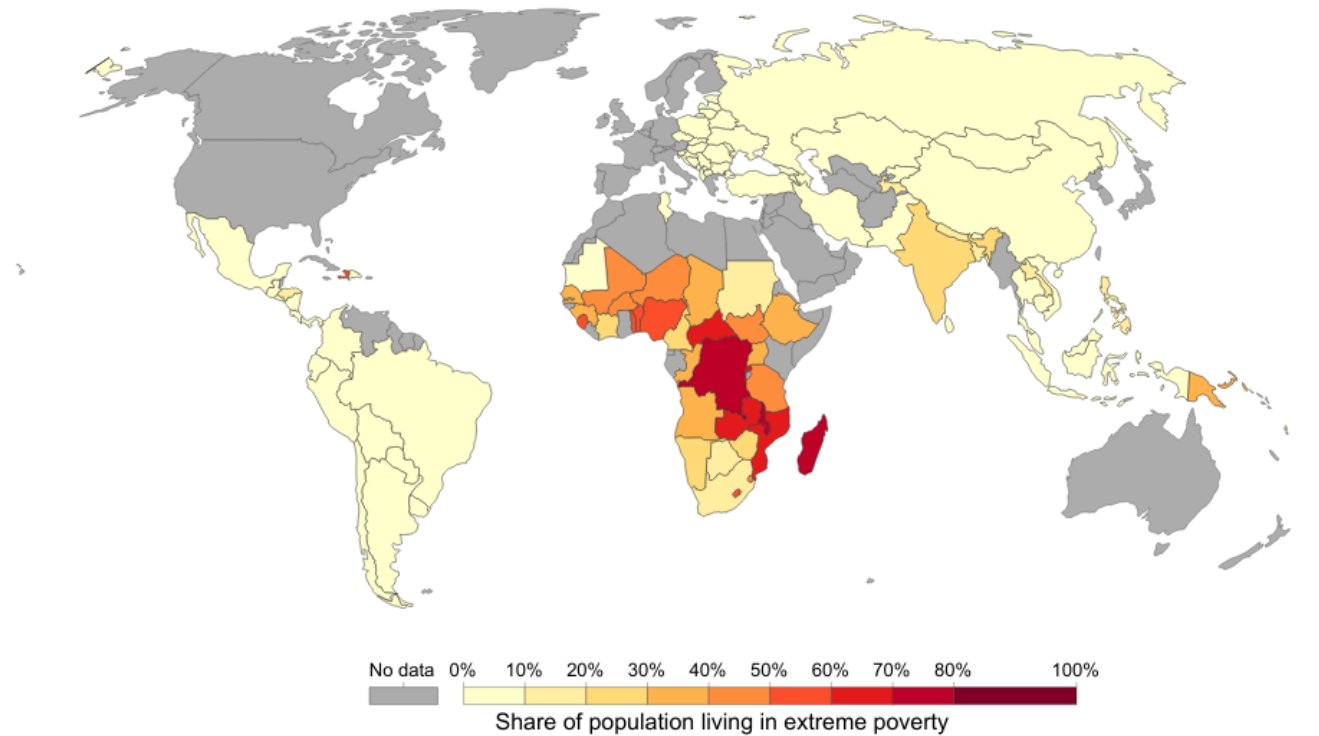 No data 0% 10% 20% 30% 40% 50% 60% 70% 80% 100%
Share of population living in extreme poverty